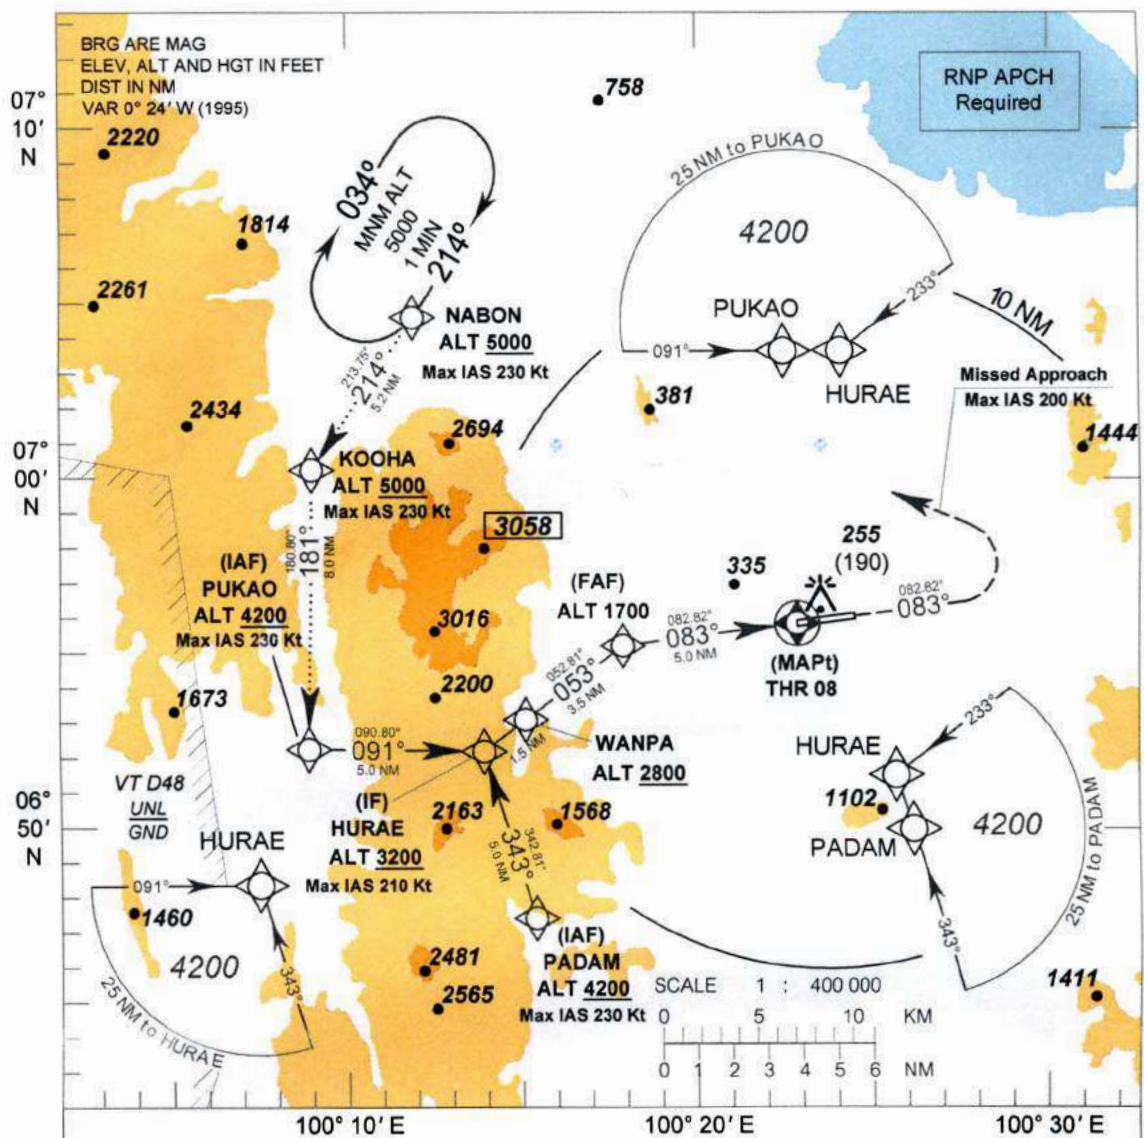 BRG ARE MAG
ELEV, ALT AND HGT IN FEET
DIST IN NM
VAR 0° 24′ W (1995)
RNP APCH
Required
07°
10′
N
2220
758
1814
2261
034°
MNM ALT
5000
1 MIN
214°
25 NM to PUKAO
4200
PUKAO
233°
091°
HURAE
10 NM
NABON
ALT 5000
Max IAS 230 Kt
213.75°
214°
5.2 NM
Missed Approach
Max IAS 200 Kt
381
2434
2694
1444
07°
00′
N
KOOHA
ALT 5000
Max IAS 230 Kt
3058
180.80°
181°
8.0 NM
(IAF)
PUKAO
ALT 4200
Max IAS 230 Kt
255
(190)
335
(FAF)
ALT 1700
082.82°
083°
5.0 NM
082.82°
083°
3016
(MAPt)
THR 08
052.81°
053°
3.5 NM
2200
1673
090.80°
091°
5.0 NM
1.5 NM
WANPA
ALT 2800
233°
HURAE
1102
PADAM
4200
25 NM to PADAM
343°
VT D48
UNL
GND
06°
50′
N
(IF)
HURAE
ALT 3200
Max IAS 210 Kt
2163
1568
342.81°
343°
5.0 NM
HURAE
091°
1460
4200
343°
25 NM to HURAE
(IAF)
PADAM
ALT 4200
Max IAS 230 Kt
2481
2565
1411
SCALE 1 : 400 000
0 5 10 KM
0 1 2 3 4 5 6 NM
100° 10′ E
100° 20′ E
100° 30′ E